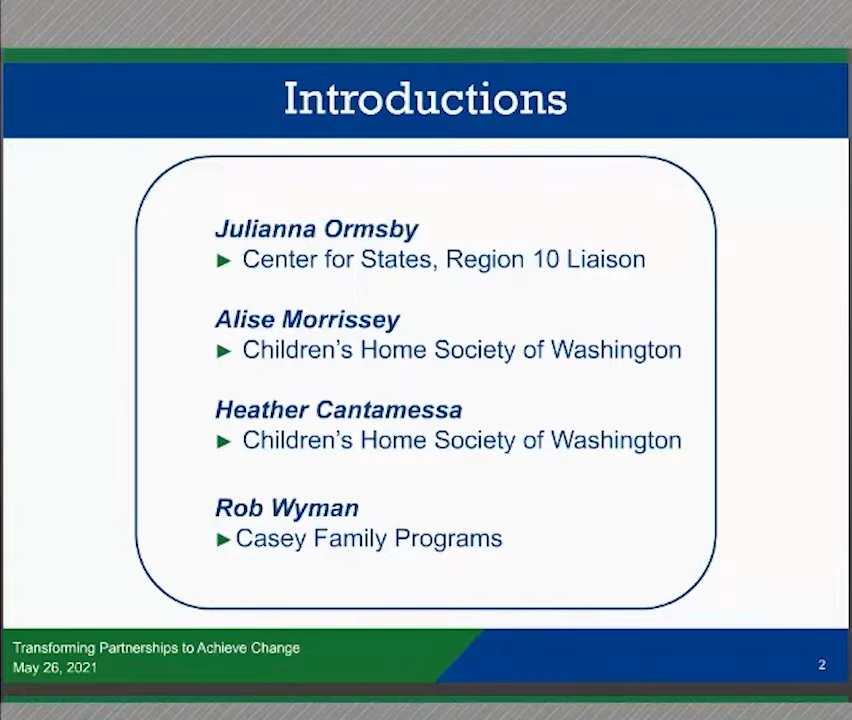 Introductions
Julianna Ormsby
► Center for States, Region 10 Liaison
Alise Morrissey
► Children’s Home Society of Washington
Heather Cantamessa
► Children’s Home Society of Washington
Rob Wyman
►Casey Family Programs
Transforming Partnerships to Achieve Change
May 26, 2021
2